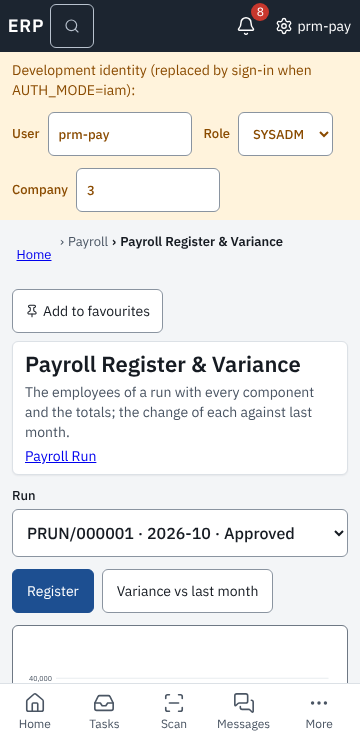 ERP
8
prm-pay
Development identity (replaced by sign-in when
AUTH_MODE=iam):
User prm-pay Role SYSADM
Company 3
Home › Payroll › Payroll Register & Variance
Add to favourites
Payroll Register & Variance
The employees of a run with every component
and the totals; the change of each against last
month.
Payroll Run
Run
PRUN/000001 · 2026-10 · Approved
Register Variance vs last month
40,000
Home Tasks Scan Messages More